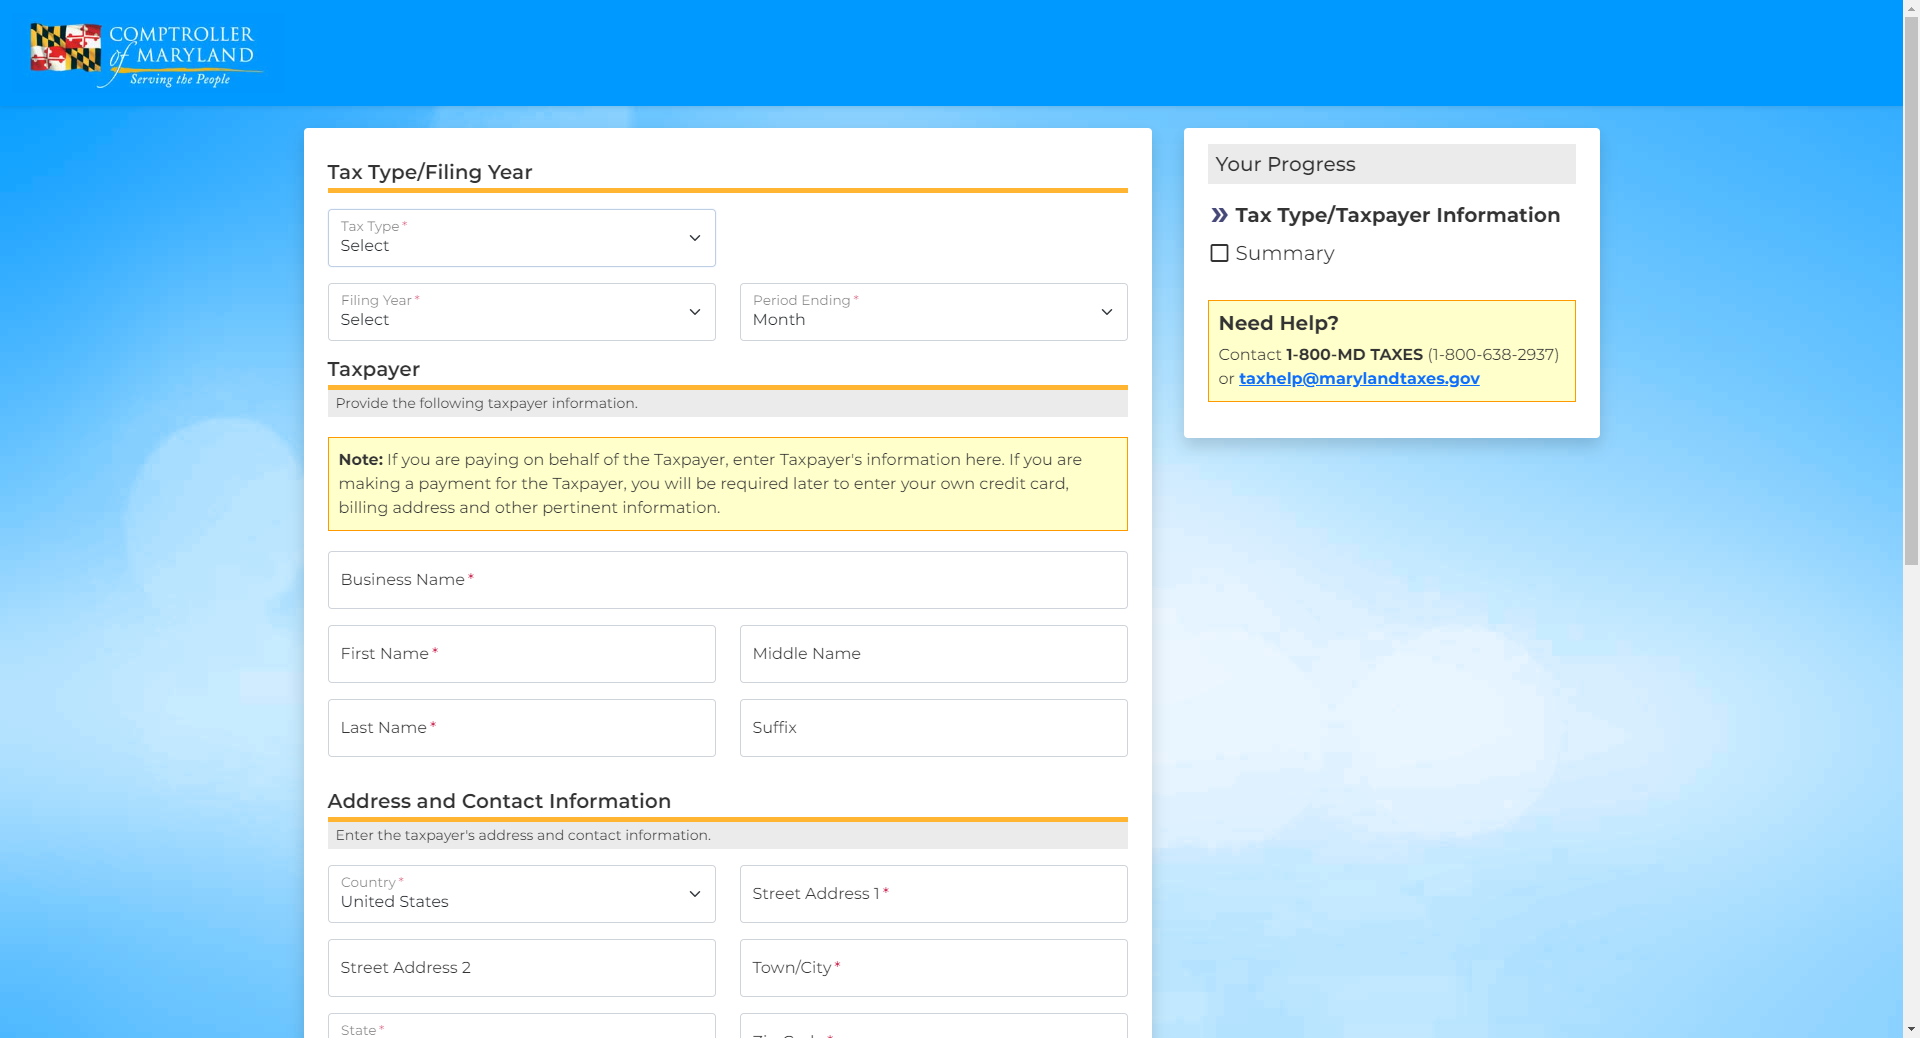 COMPTROLLER
of MARYLAND
Serving the People
Tax Type/Filing Year
Tax Type *
Select
Filing Year *
Select
Period Ending *
Month
Taxpayer
Provide the following taxpayer information.
Note: If you are paying on behalf of the Taxpayer, enter Taxpayer's information here. If you are
making a payment for the Taxpayer, you will be required later to enter your own credit card,
billing address and other pertinent information.
Business Name *
First Name *
Middle Name
Last Name *
Suffix
Address and Contact Information
Enter the taxpayer's address and contact information.
Country *
United States
Street Address 1 *
Street Address 2
Town/City *
State *
Your Progress
Tax Type/Taxpayer Information
Summary
Need Help?
Contact 1-800-MD TAXES (1-800-638-2937)
or taxhelp@marylandtaxes.gov